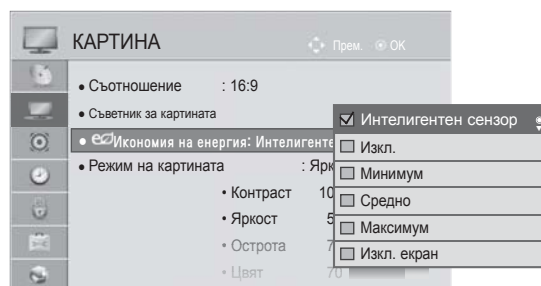 КАРТИНА
Прем. OK
• Съотношение : 16:9
• Съветник за картината
• Икономия на енергия: Интелигенте
• Режим на картината : Ярк
• Контраст 10
• Яркост 5
• Острота 7
• Цвят 70
Интелигентен сензор
Изкл.
Минимум
Средно
Максимум
Изкл. екран